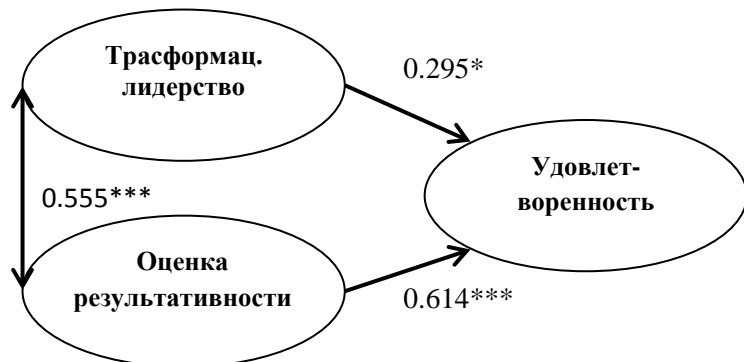 Трасформац.
лидерство
0.295*
Удовлет-
воренность
0.555***
Оценка
результативности
0.614***